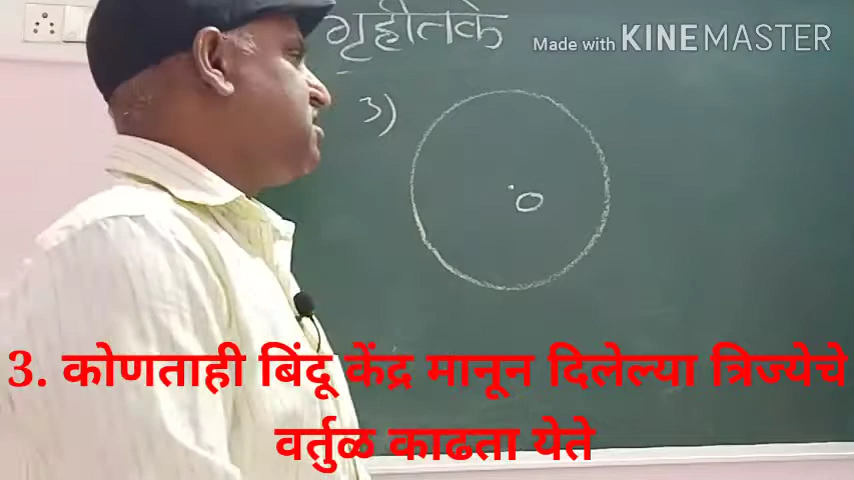 गृहीतके
Made with KINEMASTER
3)
O
3. कोणताही बिंदू केंद्र मानून दिलेल्या त्रिज्येचे
वर्तुळ काढता येते